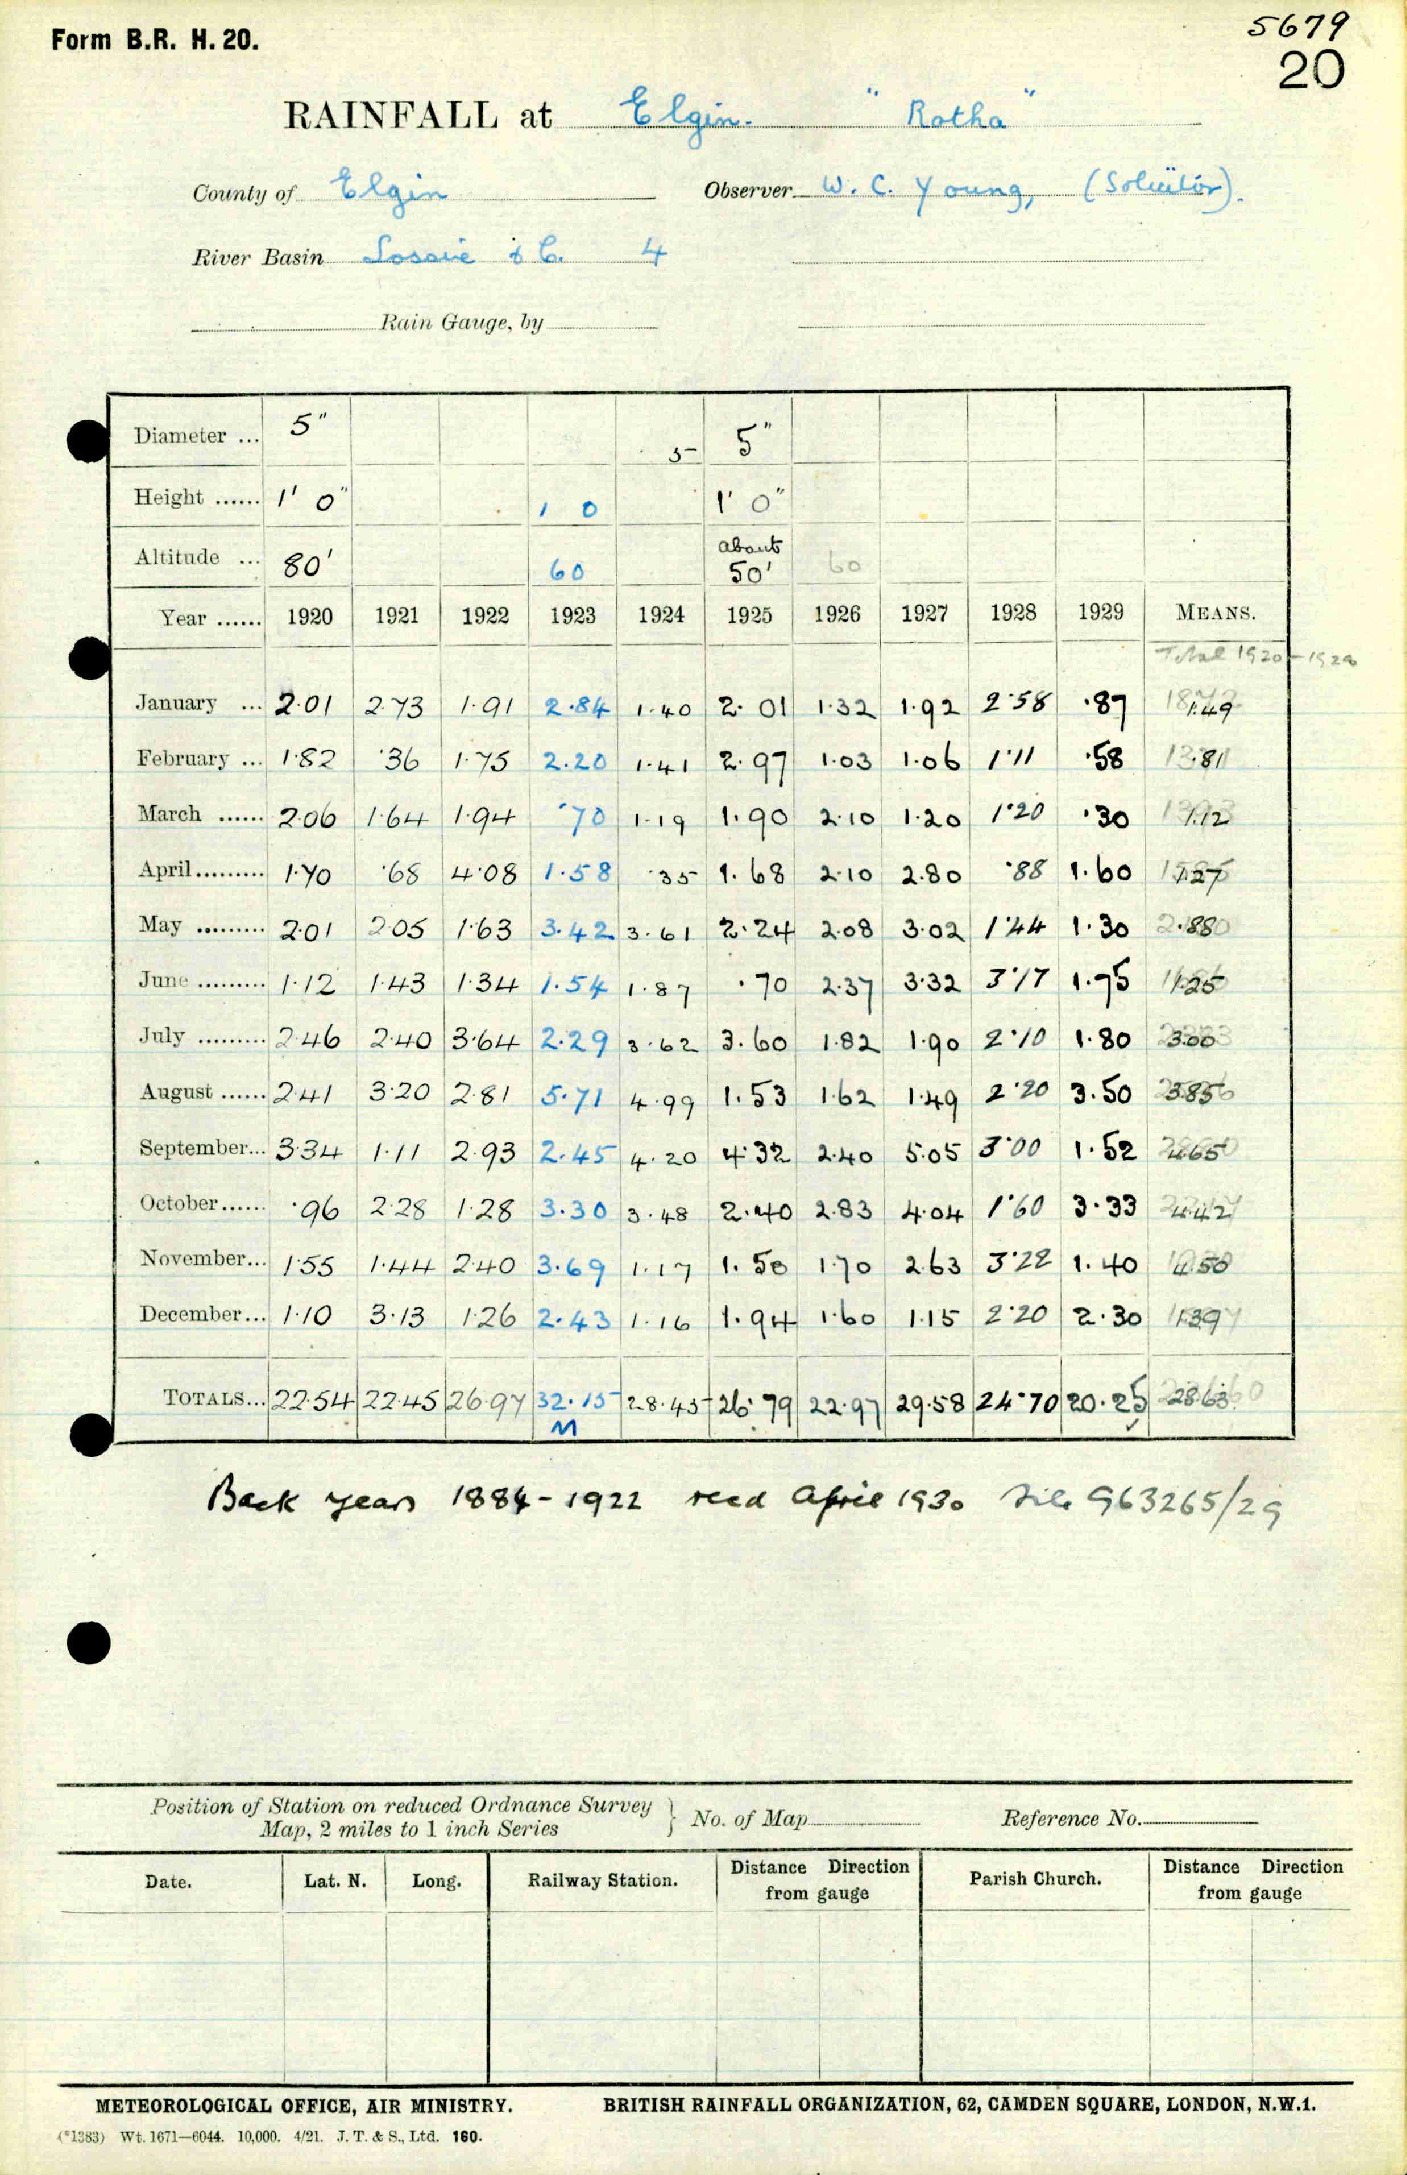 Form B.R. H. 20.
5679
20
RAINFALL at Elgin. "Rotha"
County of Elgin Observer W. C. Young, (Solicitor).
River Basin Lossie & C. 4
Rain Gauge, by
Diameter ... 5" 5 5"
Height ...... 1' 0" 1 0 1' 0"
Altitude ... 80' 60 about 50' 60
Year ...... 1920 1921 1922 1923 1924 1925 1926 1927 1928 1929 MEANS.
Total 1920-1929
January ... 2.01 2.73 1.91 2.84 1.40 2.01 1.32 1.92 2.58 .87 1.49
February ... 1.82 .36 1.75 2.20 1.41 2.97 1.03 1.06 1.11 .58 .81
March ...... 2.06 1.64 1.94 .70 1.19 1.90 2.10 1.20 1.20 .30 1.12
April ......... 1.70 .68 4.08 1.58 .35 1.68 2.10 2.80 .88 1.60 1.27
May ......... 2.01 2.05 1.63 3.42 3.61 2.24 2.08 3.02 1.44 1.30 .88
June ......... 1.12 1.43 1.34 1.54 1.87 .70 2.37 3.32 3.17 1.75 1.25
July ......... 2.46 2.40 3.64 2.29 3.62 3.60 1.82 1.90 2.10 1.80 3.00
August ...... 2.41 3.20 2.81 5.71 4.99 1.53 1.62 1.49 2.20 3.50 3.85
September... 3.34 1.11 2.93 2.45 4.20 4.32 2.40 5.05 3.00 1.52 4.65
October...... .96 2.28 1.28 3.30 3.48 2.40 2.83 4.04 1.60 3.33 4.42
November... 1.55 1.44 2.40 3.69 1.17 1.50 1.70 2.63 3.22 1.40 4.50
December... 1.10 3.13 1.26 2.43 1.16 1.94 1.60 1.15 2.20 2.30 1.39
TOTALS... 22.54 22.45 26.97 32.15 28.45 26.79 22.97 29.58 24.70 20.25 28.63
M
Back years 1884-1922 recd April 1930 file 963265/29
Position of Station on reduced Ordnance Survey
Map, 2 miles to 1 inch Series } No. of Map Reference No.
Date. Lat. N. Long. Railway Station. Distance Direction from gauge Parish Church. Distance Direction from gauge
METEOROLOGICAL OFFICE, AIR MINISTRY. BRITISH RAINFALL ORGANIZATION, 62, CAMDEN SQUARE, LONDON, N.W.1.
(*1383) Wt. 1671—6044. 10,000. 4/21. J. T. & S., Ltd. 160.